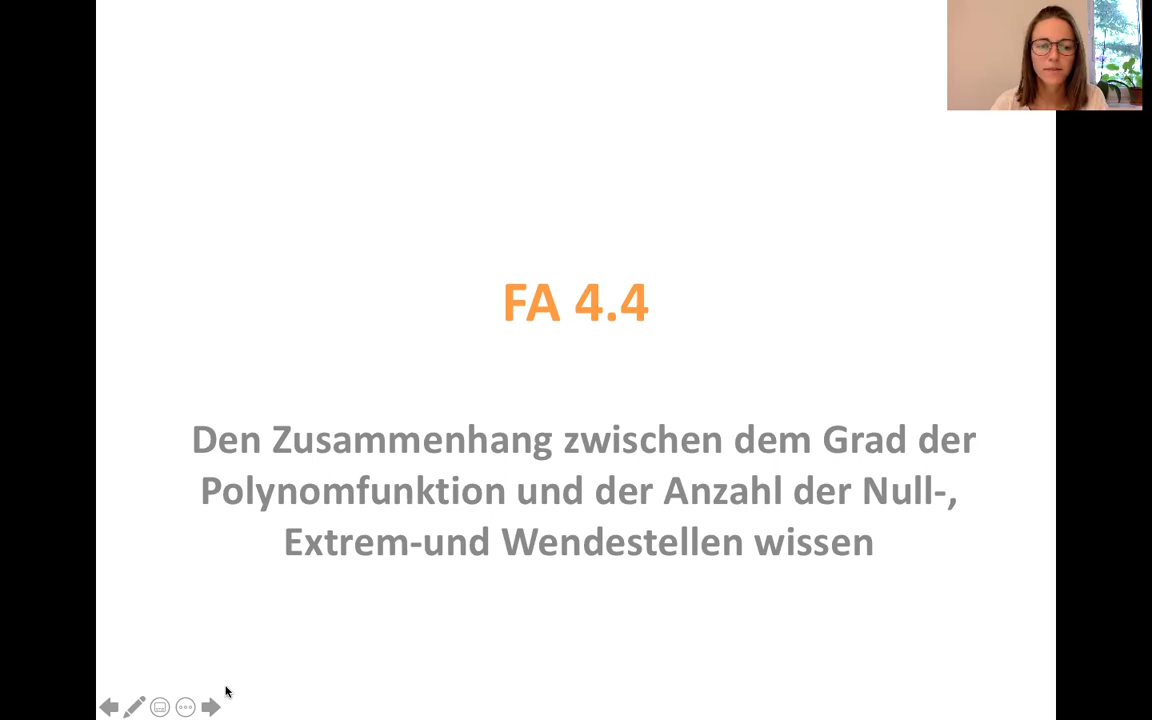 FA 4.4
Den Zusammenhang zwischen dem Grad der
Polynomfunktion und der Anzahl der Null-,
Extrem-und Wendestellen wissen